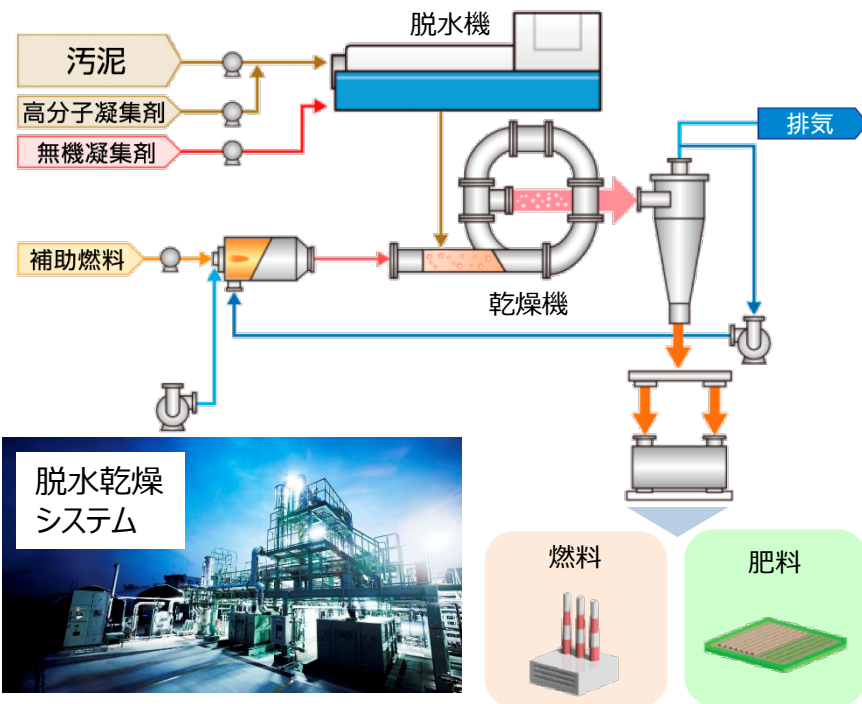 脱水機
汚泥
高分子凝集剤
無機凝集剤
排気
補助燃料
乾燥機
脱水乾燥
システム
燃料
肥料